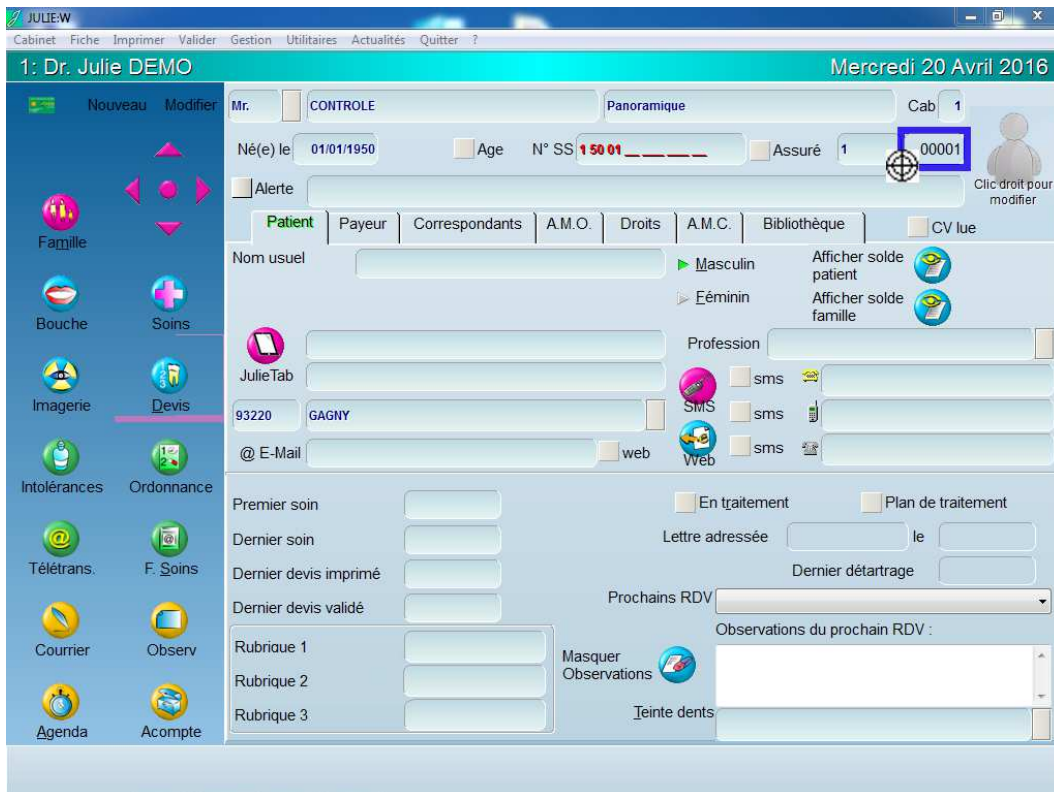 JULIE:W
Cabinet Fiche Imprimer Valider Gestion Utilitaires Actualités Quitter ?
1: Dr. Julie DEMO Mercredi 20 Avril 2016
Nouveau Modifier
Mr. CONTROLE Panoramique Cab 1
Né(e) le 01/01/1950 Age N° SS 1 50 01 __ ___ ___ __ Assuré 1 00001
Clic droit pour
modifier
Alerte
Patient Payeur Correspondants A.M.O. Droits A.M.C. Bibliothèque CV lue
Famille
Nom usuel
Masculin
Féminin
Afficher solde
patient
Afficher solde
famille
Bouche Soins
JulieTab
Profession
Imagerie Devis
SMS sms
sms
93220 GAGNY
@ E-Mail web Web sms
Intolérances Ordonnance
Premier soin En traitement Plan de traitement
Dernier soin Lettre adressée le
Télétrans. F. Soins
Dernier devis imprimé Dernier détartrage
Dernier devis validé Prochains RDV
Courrier Observ
Rubrique 1
Rubrique 2
Rubrique 3
Masquer
Observations
Observations du prochain RDV :
Teinte dents
Agenda Acompte